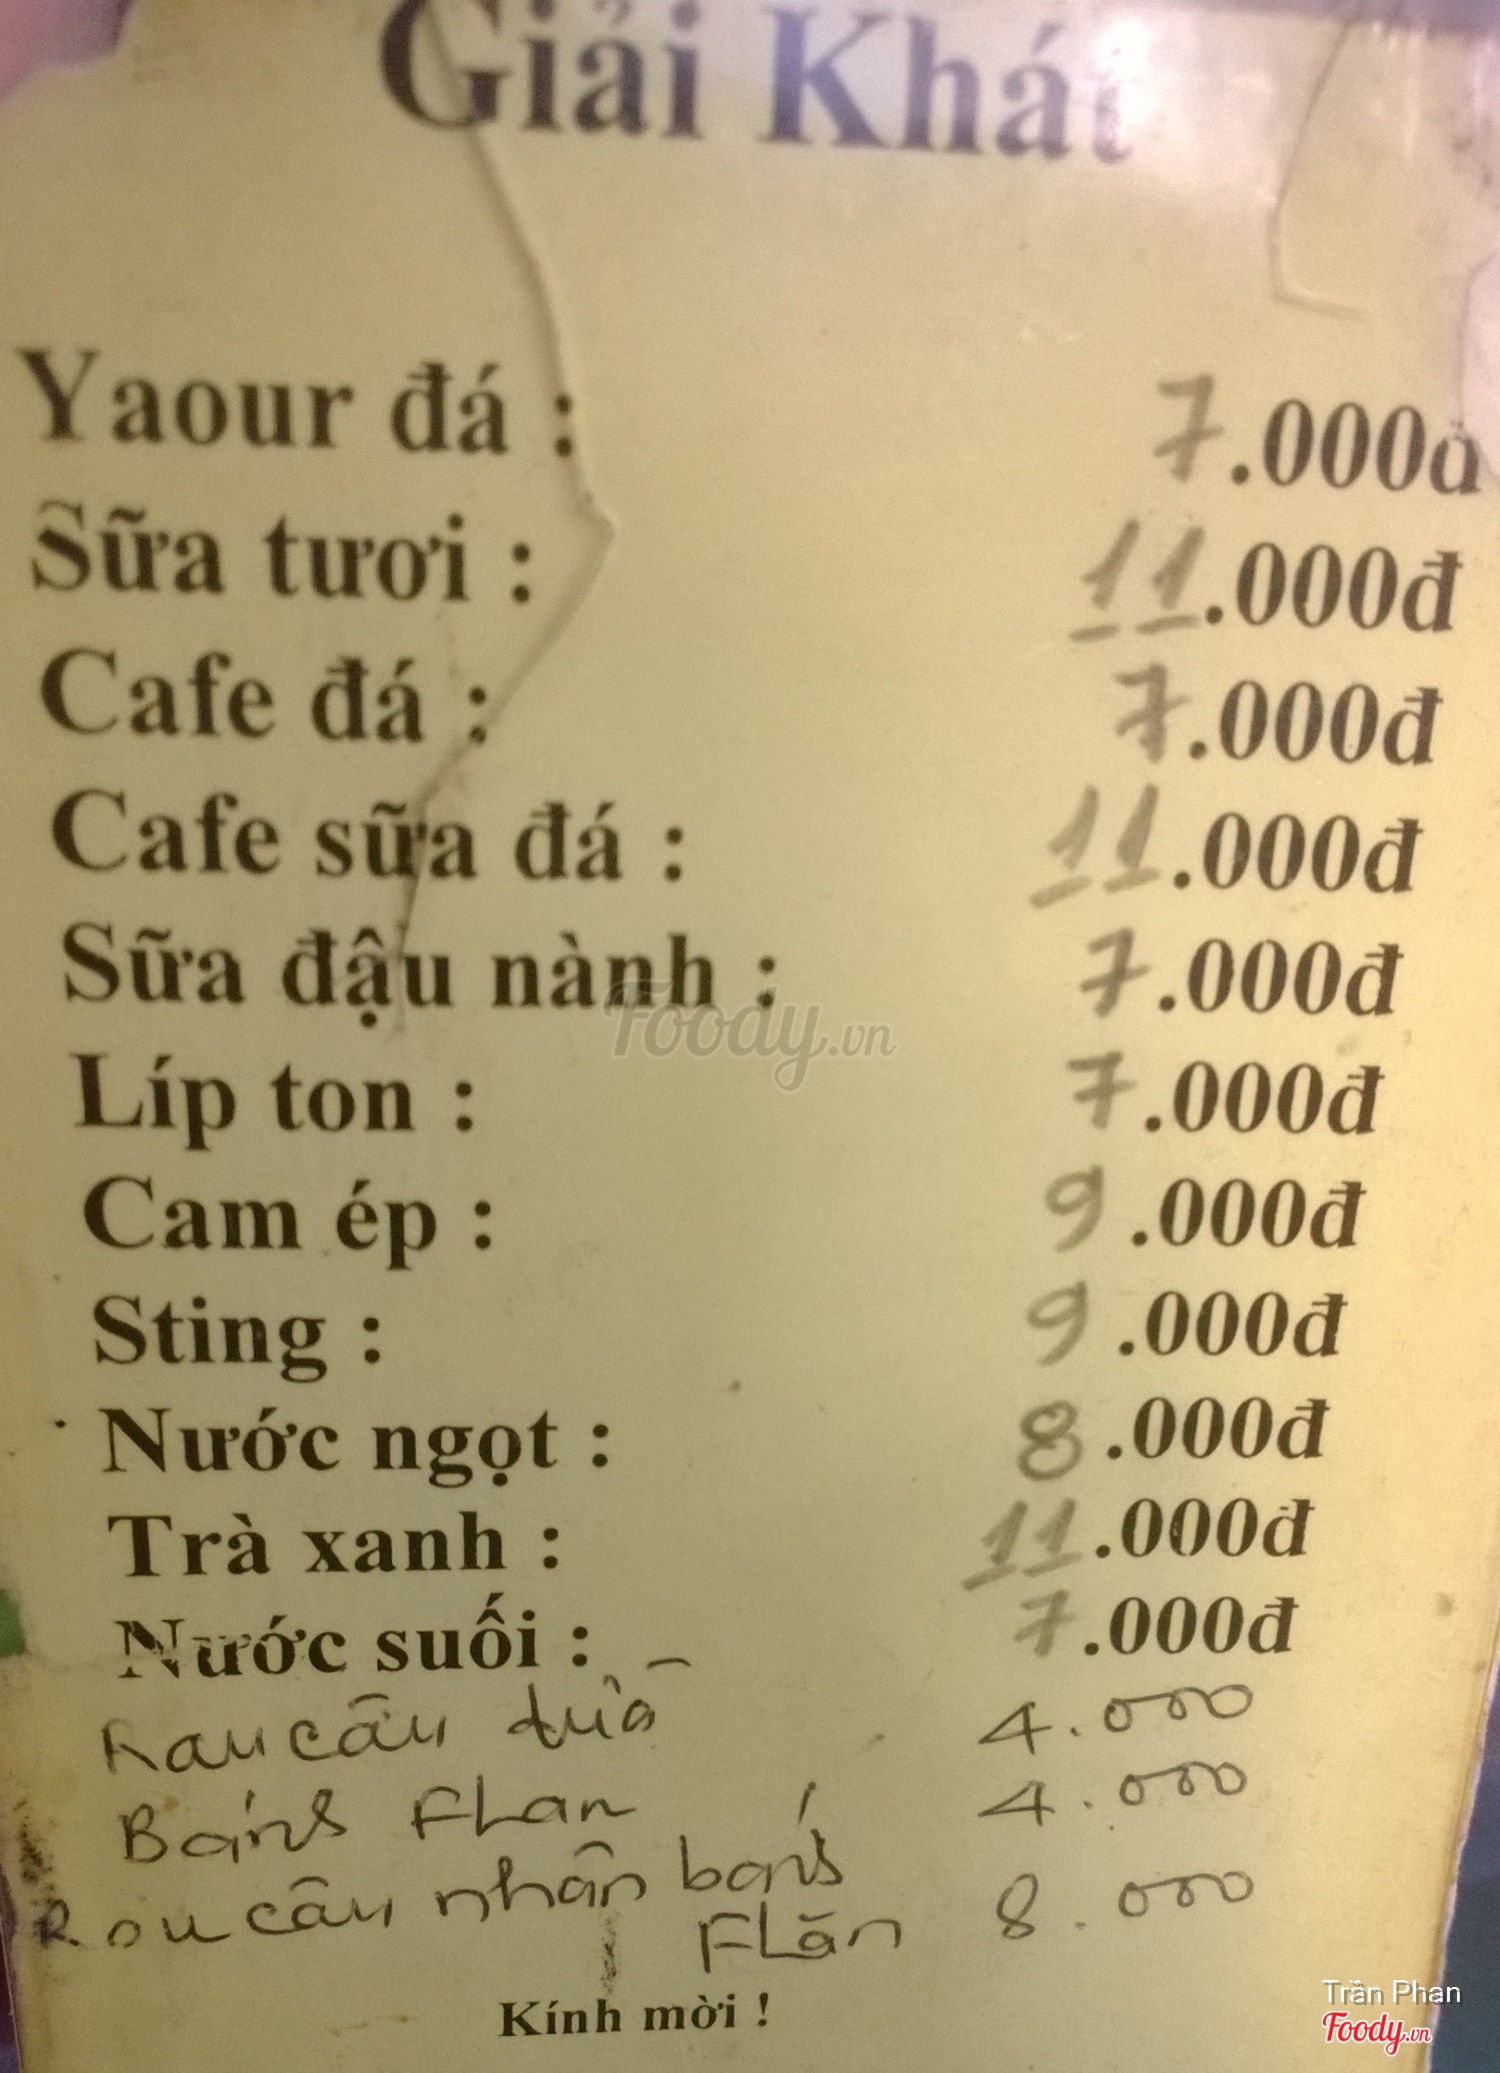 Giải Khát
Yaour đá : 7.000đ
Sữa tươi : 11.000đ
Cafe đá : 7.000đ
Cafe sữa đá : 11.000đ
Sữa đậu nành : 7.000đ
Foody.vn
Líp ton : 7.000đ
Cam ép : 9.000đ
Sting : 9.000đ
Nước ngọt : 8.000đ
Trà xanh : 11.000đ
Nước suối : 7.000đ
Rau câu dừa 4.000
Bánh FLan 4.000
Rau câu nhân bánh
FLăn 8.000
Kính mời !
Trần Phan
Foody.vn